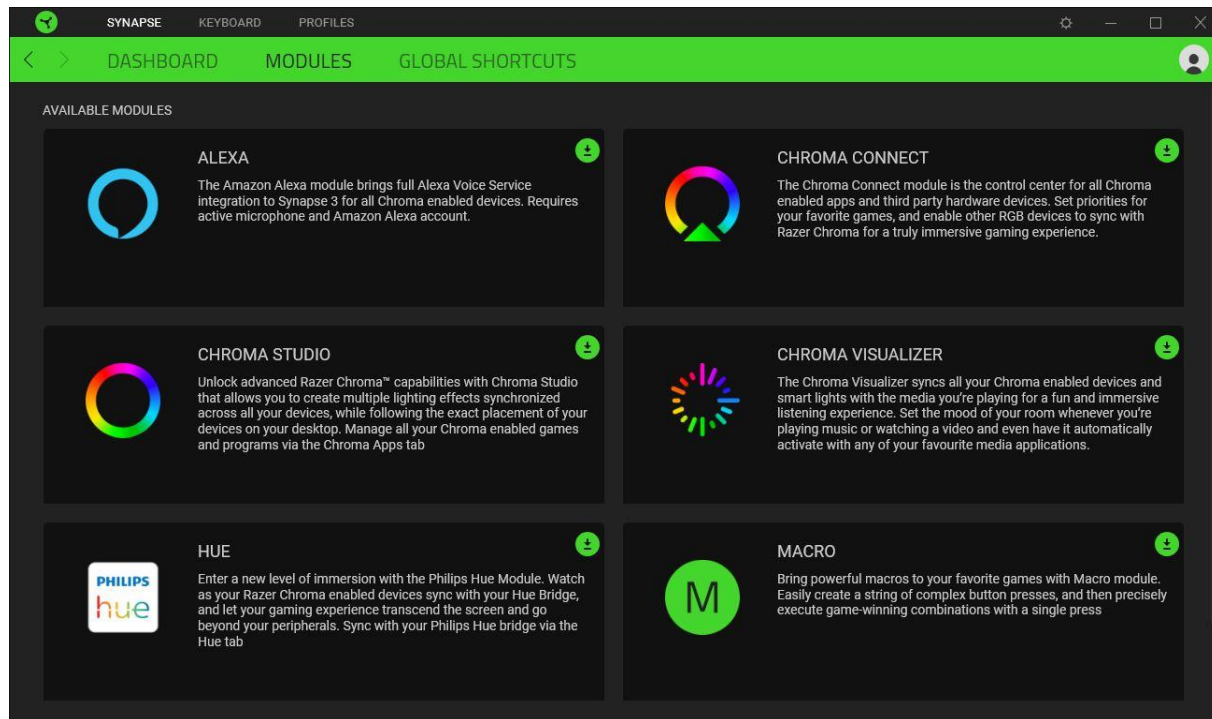 SYNAPSE KEYBOARD PROFILES
DASHBOARD MODULES GLOBAL SHORTCUTS
AVAILABLE MODULES
ALEXA
The Amazon Alexa module brings full Alexa Voice Service
integration to Synapse 3 for all Chroma enabled devices. Requires
active microphone and Amazon Alexa account.
CHROMA CONNECT
The Chroma Connect module is the control center for all Chroma
enabled apps and third party hardware devices. Set priorities for
your favorite games, and enable other RGB devices to sync with
Razer Chroma for a truly immersive gaming experience.
CHROMA STUDIO
Unlock advanced Razer Chroma™ capabilities with Chroma Studio
that allows you to create multiple lighting effects synchronized
across all your devices, while following the exact placement of your
devices on your desktop. Manage all your Chroma enabled games
and programs via the Chroma Apps tab
CHROMA VISUALIZER
The Chroma Visualizer syncs all your Chroma enabled devices and
smart lights with the media you're playing for a fun and immersive
listening experience. Set the mood of your room whenever you're
playing music or watching a video and even have it automatically
activate with any of your favourite media applications.
PHILIPS
hue
HUE
Enter a new level of immersion with the Philips Hue Module. Watch
as your Razer Chroma enabled devices sync with your Hue Bridge,
and let your gaming experience transcend the screen and go
beyond your peripherals. Sync with your Philips Hue bridge via the
Hue tab
M
MACRO
Bring powerful macros to your favorite games with Macro module.
Easily create a string of complex button presses, and then precisely
execute game-winning combinations with a single press